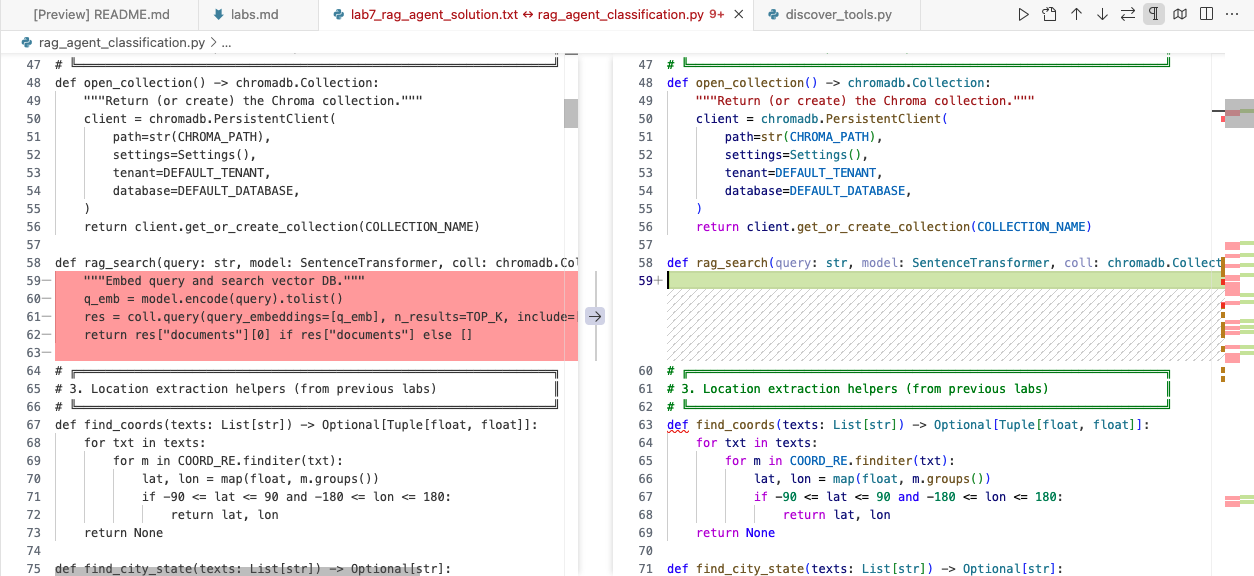 [Preview] README.md
labs.md
lab7_rag_agent_solution.txt ↔ rag_agent_classification.py 9+
discover_tools.py
rag_agent_classification.py > ...
47 #
48 def open_collection() -> chromadb.Collection:
49 """Return (or create) the Chroma collection."""
50 client = chromadb.PersistentClient(
51 path=str(CHROMA_PATH),
52 settings=Settings(),
53 tenant=DEFAULT_TENANT,
54 database=DEFAULT_DATABASE,
55 )
56 return client.get_or_create_collection(COLLECTION_NAME)
57
58 def rag_search(query: str, model: SentenceTransformer, coll: chromadb.Col
59— """Embed query and search vector DB."""
60— q_emb = model.encode(query).tolist()
61— res = coll.query(query_embeddings=[q_emb], n_results=TOP_K, include=
62— return res["documents"][0] if res["documents"] else []
63—
64 #
65 # 3. Location extraction helpers (from previous labs)
66 #
67 def find_coords(texts: List[str]) -> Optional[Tuple[float, float]]:
68 for txt in texts:
69 for m in COORD_RE.finditer(txt):
70 lat, lon = map(float, m.groups())
71 if -90 <= lat <= 90 and -180 <= lon <= 180:
72 return lat, lon
73 return None
74
75 def find_city_state(texts: List[str]) -> Optional[str]:
47 #
48 def open_collection() -> chromadb.Collection:
49 """Return (or create) the Chroma collection."""
50 client = chromadb.PersistentClient(
51 path=str(CHROMA_PATH),
52 settings=Settings(),
53 tenant=DEFAULT_TENANT,
54 database=DEFAULT_DATABASE,
55 )
56 return client.get_or_create_collection(COLLECTION_NAME)
57
58 def rag_search(query: str, model: SentenceTransformer, coll: chromadb.Collect
59+
60 #
61 # 3. Location extraction helpers (from previous labs)
62 #
63 def find_coords(texts: List[str]) -> Optional[Tuple[float, float]]:
64 for txt in texts:
65 for m in COORD_RE.finditer(txt):
66 lat, lon = map(float, m.groups())
67 if -90 <= lat <= 90 and -180 <= lon <= 180:
68 return lat, lon
69 return None
70
71 def find_city_state(texts: List[str]) -> Optional[str]: